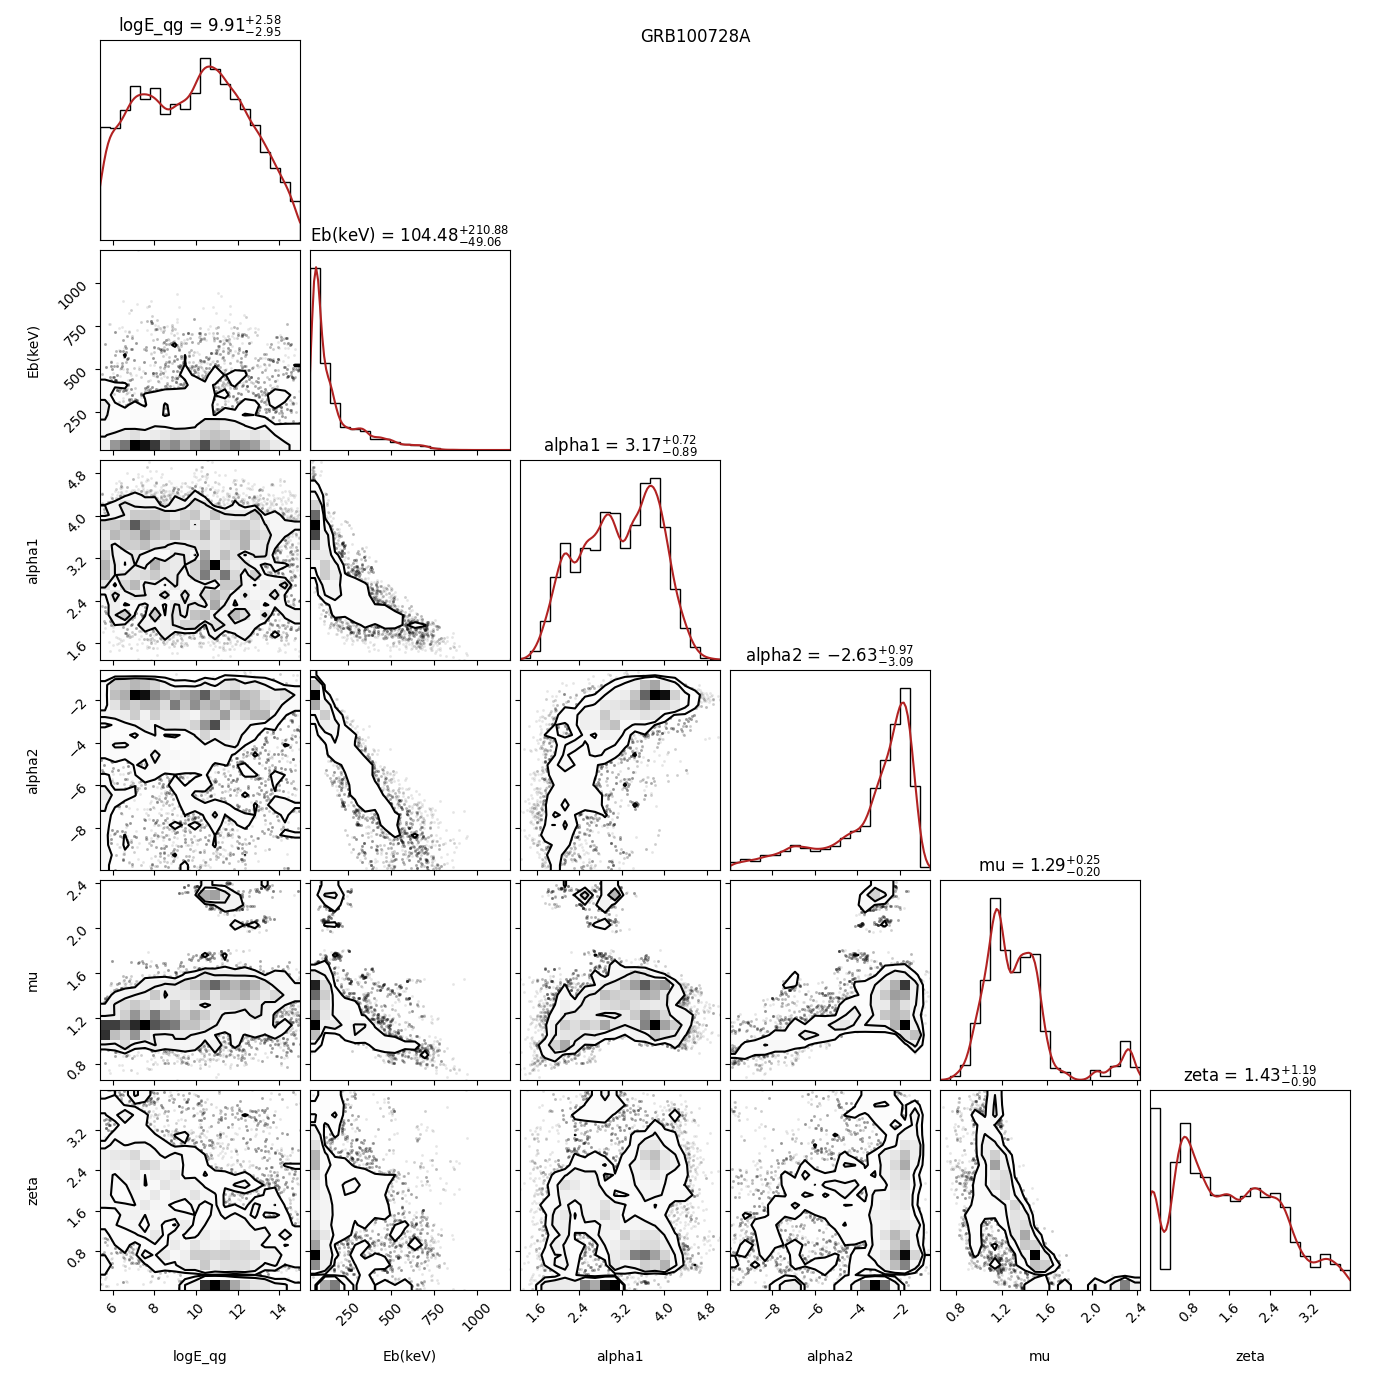 logE_qg = 9.91+2.58−2.95
GRB100728A
Eb(keV) = 104.48+210.88−49.06
1000
750
500
250
Eb(keV)
alpha1 = 3.17+0.72−0.89
4.8
4.0
3.2
2.4
1.6
alpha1
alpha2 = −2.63+0.97−3.09
−2
−4
−6
−8
alpha2
mu = 1.29+0.25−0.20
2.4
2.0
1.6
1.2
0.8
mu
zeta = 1.43+1.19−0.90
3.2
2.4
1.6
0.8
zeta
6 8 10 12 14
250 500 750 1000
1.6 2.4 3.2 4.0 4.8
−8 −6 −4 −2
0.8 1.2 1.6 2.0 2.4
0.8 1.6 2.4 3.2
logE_qg Eb(keV) alpha1 alpha2 mu zeta